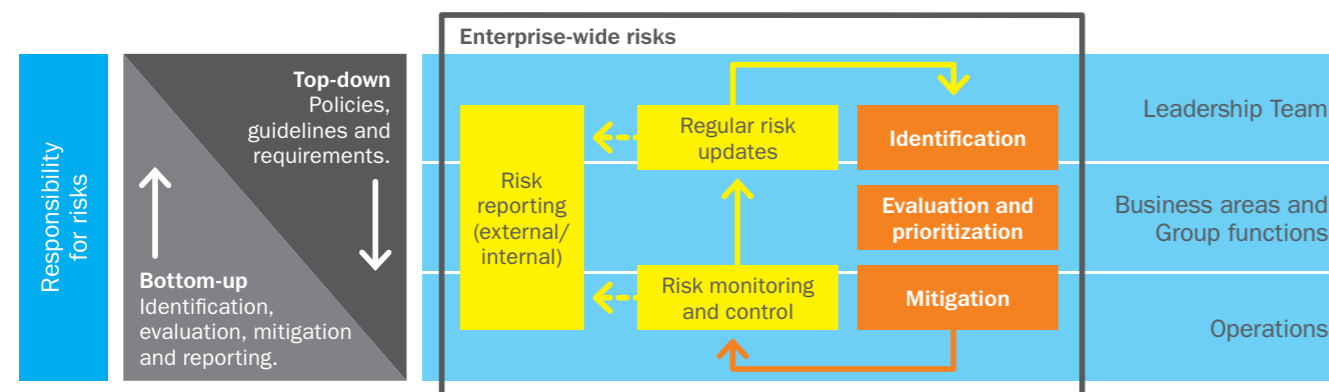 Enterprise-wide risks
Responsibility
for risks
Top-down
Policies,
guidelines and
requirements.
Bottom-up
Identification,
evaluation, mitigation
and reporting.
Risk
reporting
(external/
internal)
Regular risk
updates
Risk monitoring
and control
Identification
Evaluation and
prioritization
Mitigation
Leadership Team
Business areas and
Group functions
Operations